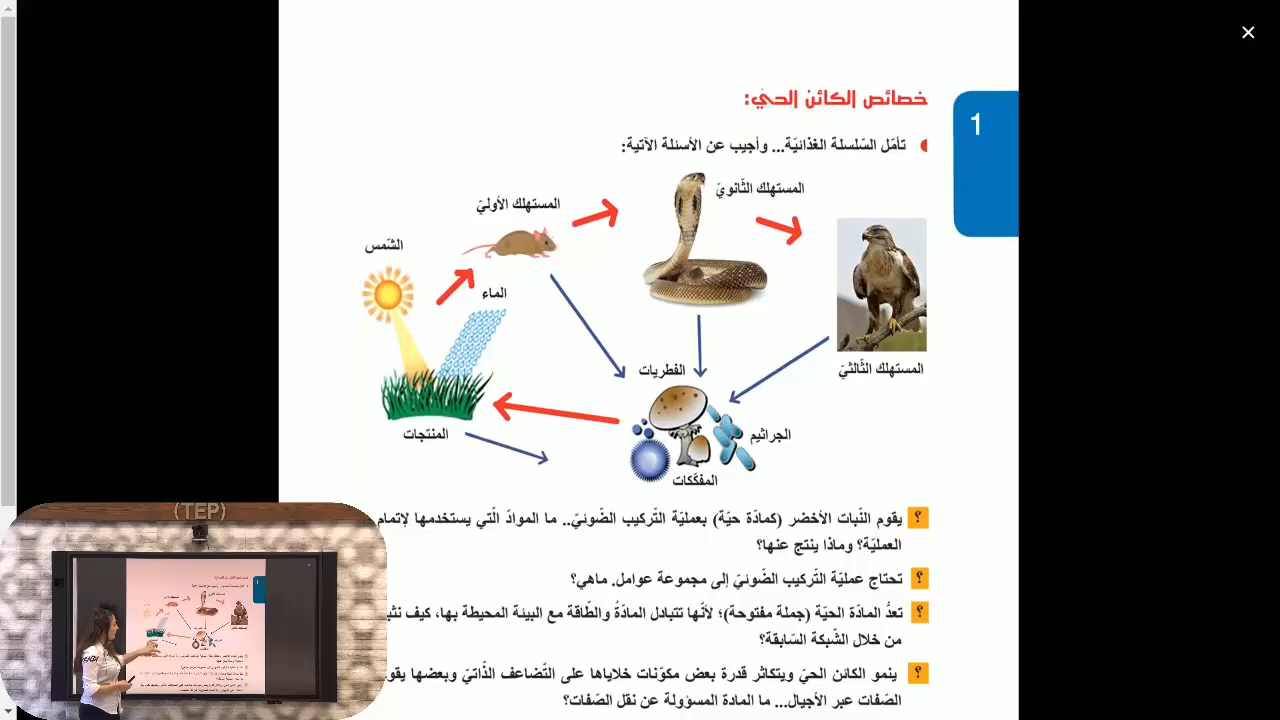 خصائص الكائن الحيّ:
1
تأمّل السّلسلة الغذائيّة... وأجيب عن الأسئلة الآتية:
المستهلك الثّانويّ
المستهلك الأوليّ
الشّمس
الماء
المستهلك الثّالثيّ
الفطريات
المنتجات
الجراثيم
المفكّكات
؟ يقوم النّبات الأخضر (كمادّة حيّة) بعمليّة التّركيب الضّوئيّ.. ما الموادّ الّتي يستخدمها لإتمام
العمليّة؟ وماذا ينتج عنها؟
؟ تحتاج عمليّة التّركيب الضّوئيّ إلى مجموعة عوامل. ماهي؟
؟ تعدُّ المادّة الحيّة (جملة مفتوحة)؛ لأنّها تتبادل المادّةُ والطّاقة مع البيئة المحيطة بها، كيف
من خلال الشّبكة السّابقة؟
؟ ينمو الكائن الحيّ ويتكاثر قدرة بعض مكوّنات خلاياها على التّضاعف الذّاتيّ وبعضها
الصّفات عبر الأجيال... ما المادة المسؤولة عن نقل الصّفات؟
(TEP)